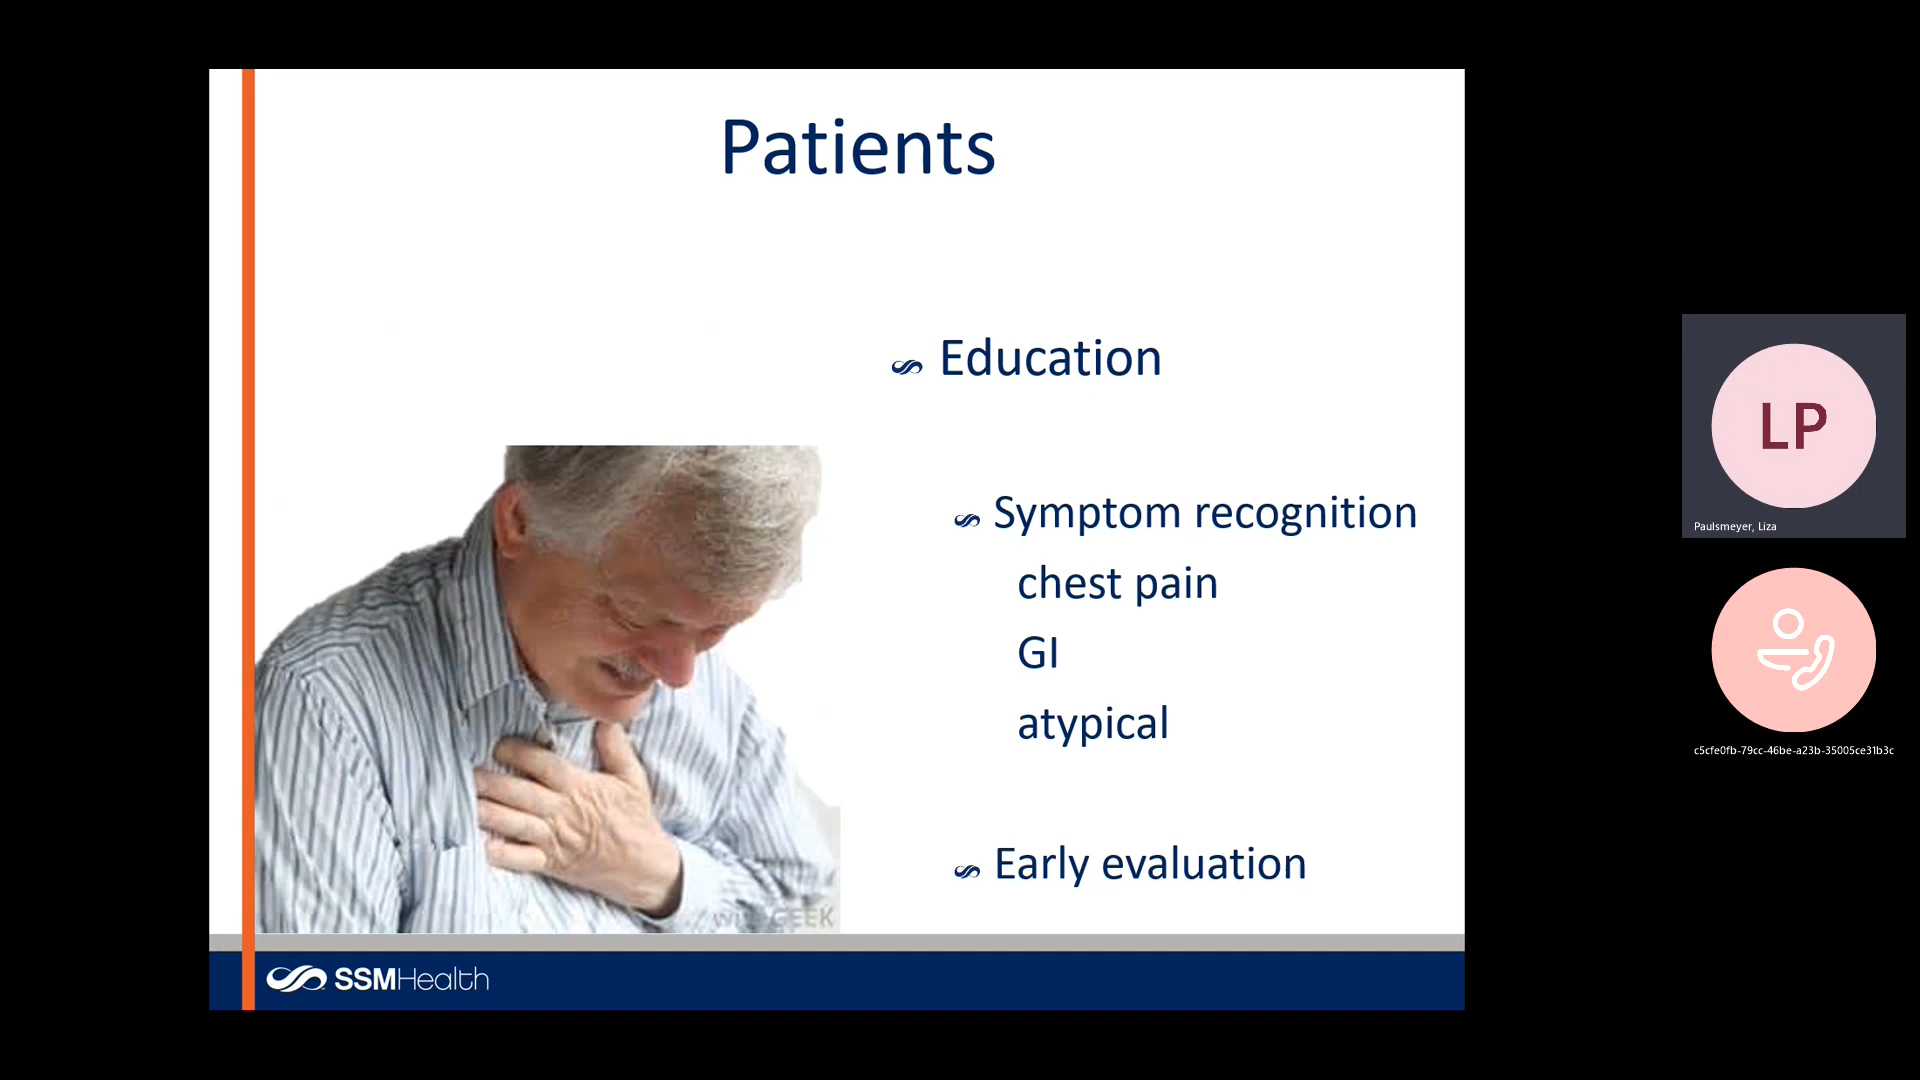 Patients
Education
Symptom recognition
chest pain
GI
atypical
Early evaluation
SSMHealth
LP
Paulsmeyer, Liza
c5cfe0fb-79cc-46be-a23b-35005ce31b3c